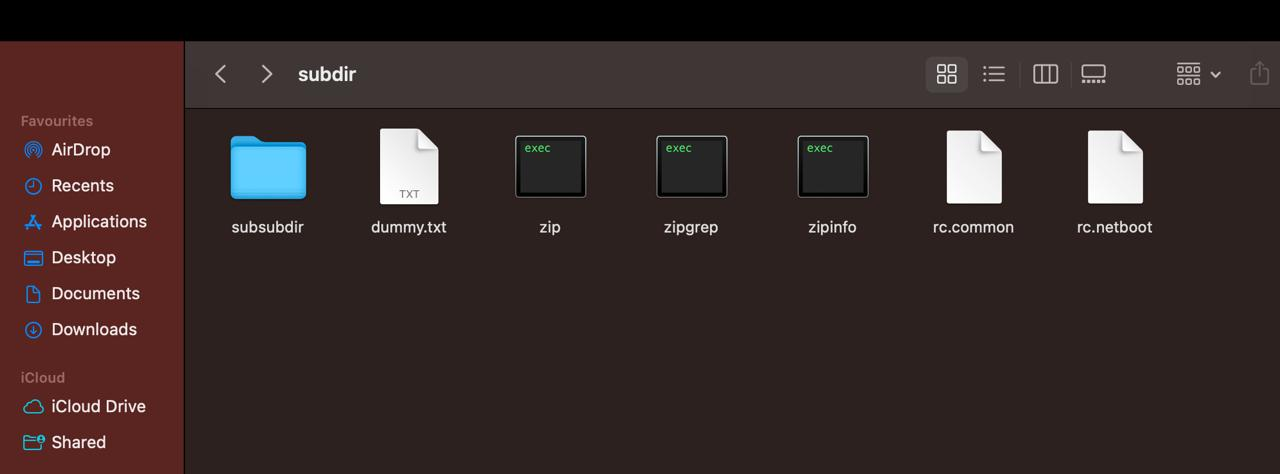 subdir
Favourites
AirDrop
Recents
Applications
Desktop
Documents
Downloads
iCloud
iCloud Drive
Shared
TXT
exec
exec
exec
subsubdir
dummy.txt
zip
zipgrep
zipinfo
rc.common
rc.netboot